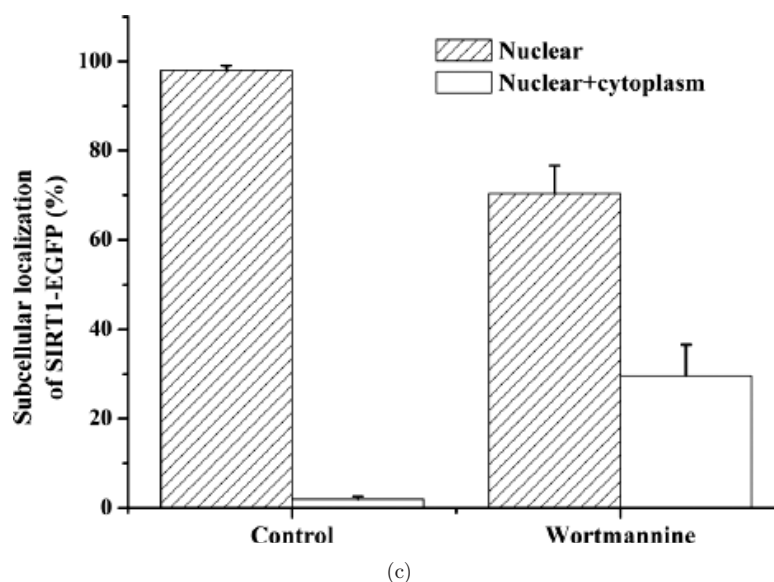 100
80
60
40
20
0
Subcellular localization
of SIRT1-EGFP (%)
Nuclear
Nuclear+cytoplasm
Control
Wortmannine
(c)